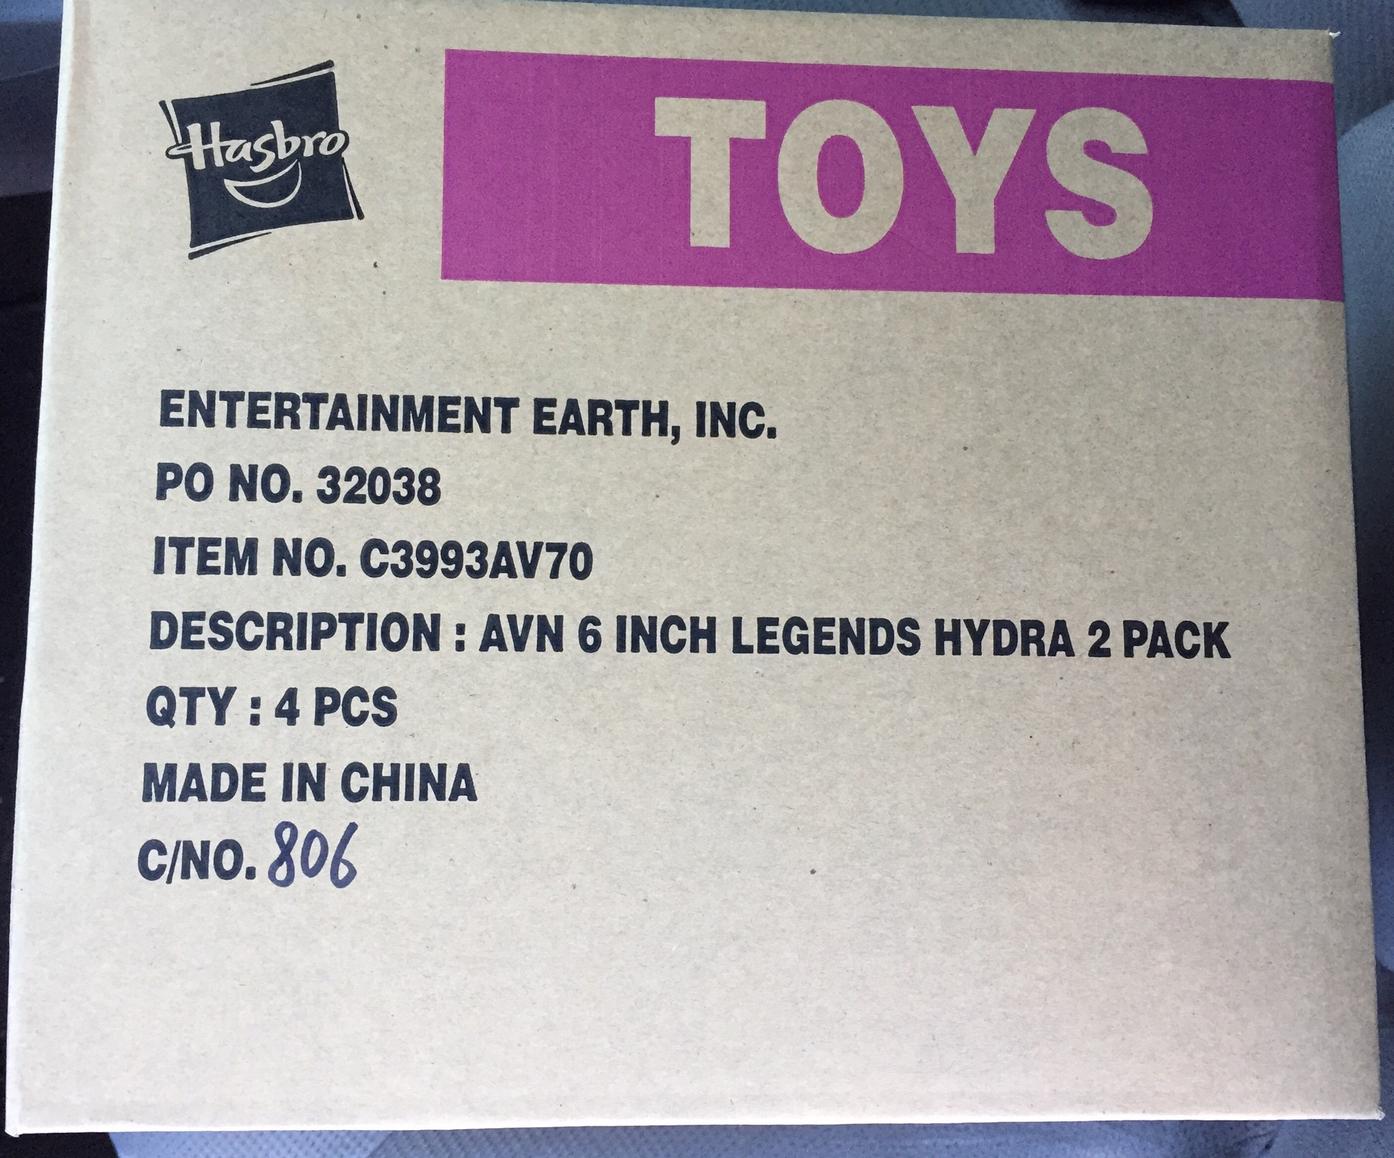 Hasbro
TOYS
ENTERTAINMENT EARTH, INC.
PO NO. 32038
ITEM NO. C3993AV70
DESCRIPTION : AVN 6 INCH LEGENDS HYDRA 2 PACK
QTY : 4 PCS
MADE IN CHINA
C/NO. 806